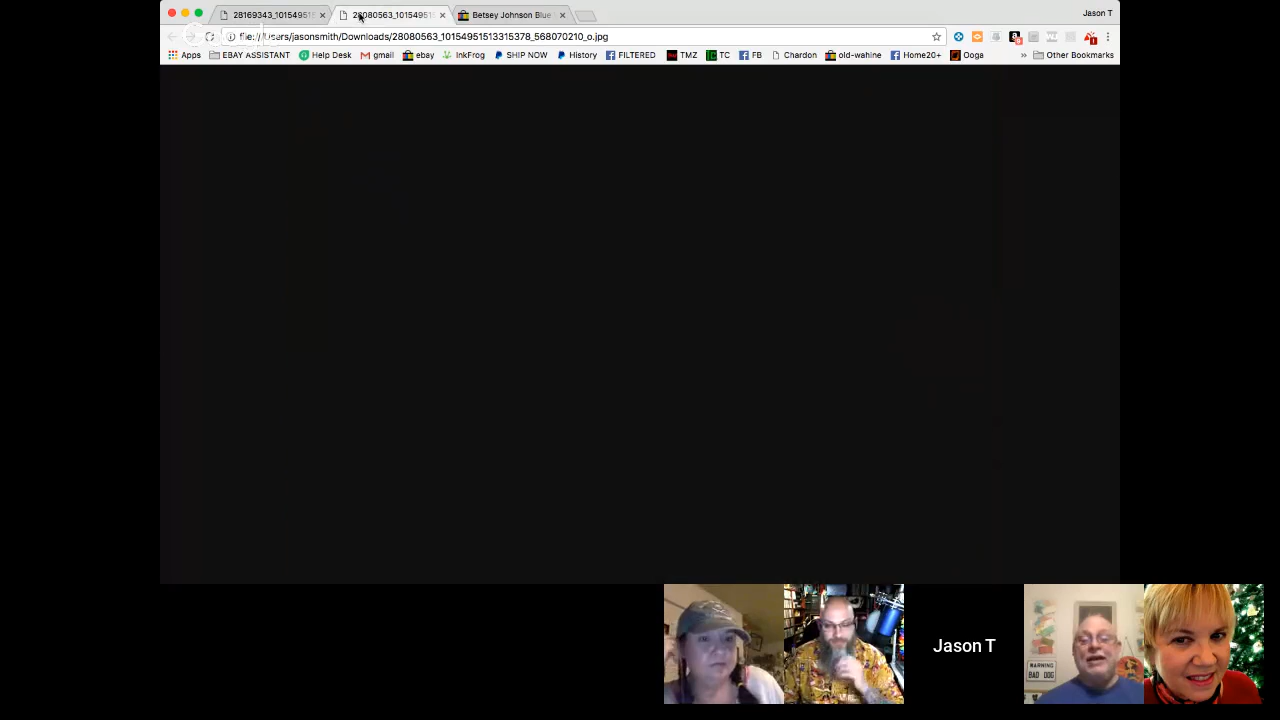 28169343_10154951
28080563_10154951
Betsey Johnson Blue
Jason T
file:///Users/jasonsmith/Downloads/28080563_10154951513315378_568070210_o.jpg
Apps EBAY ASSISTANT Help Desk gmail ebay InkFrog SHIP NOW History FILTERED TMZ TC FB Chardon old-wahine Home20+ Ooga » Other Bookmarks
Jason T
WARNING
BAD DOG